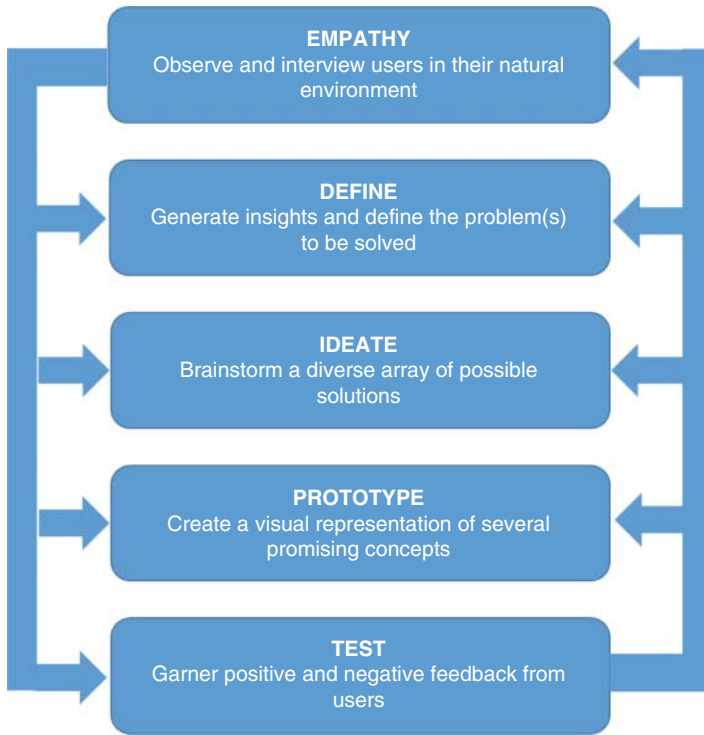 EMPATHY
Observe and interview users in their natural
environment
DEFINE
Generate insights and define the problem(s)
to be solved
IDEATE
Brainstorm a diverse array of possible
solutions
PROTOTYPE
Create a visual representation of several
promising concepts
TEST
Garner positive and negative feedback from
users